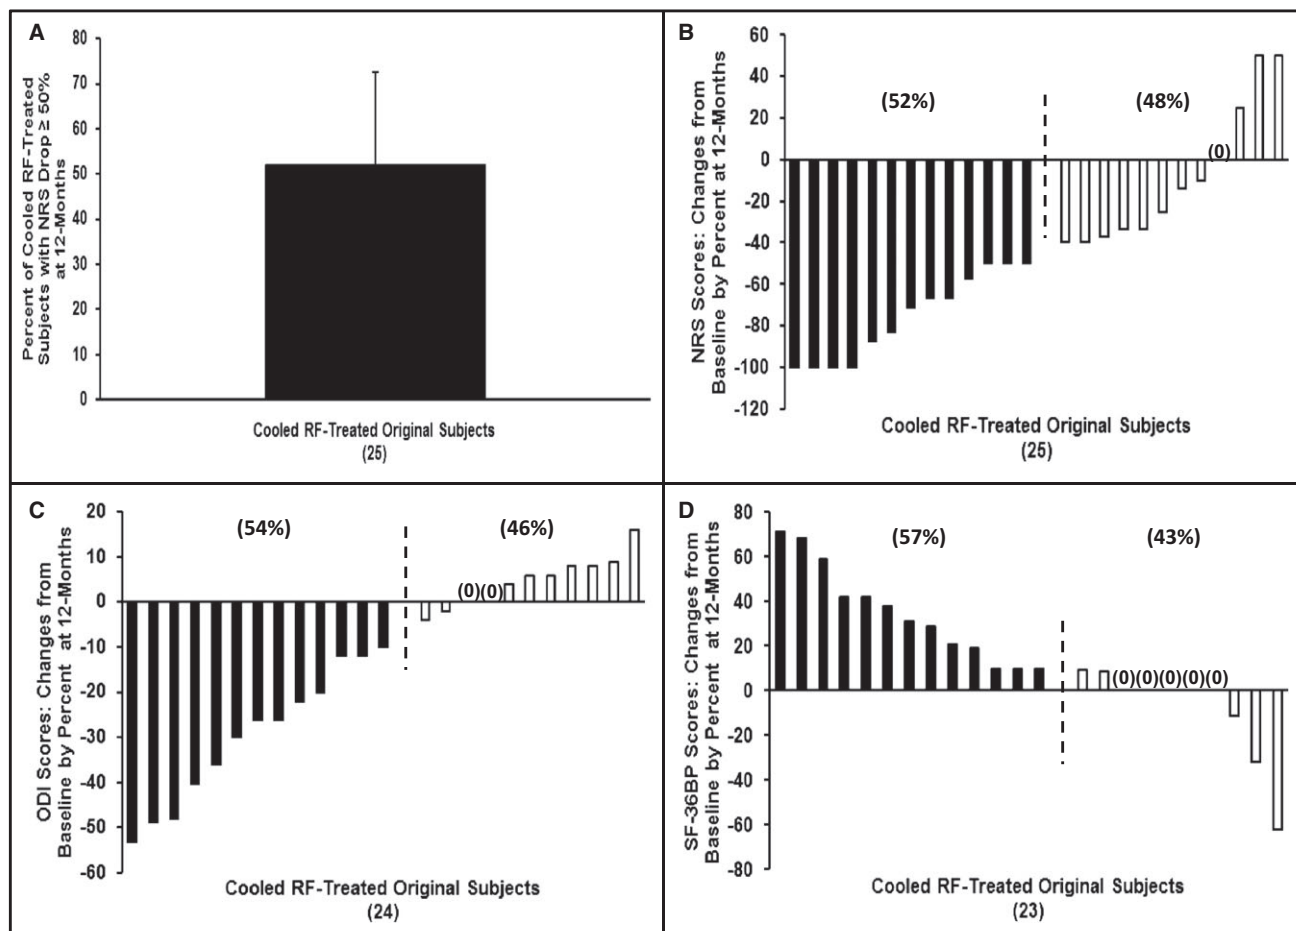 A
Percent of Cooled RF-Treated
Subjects with NRS Drop ≥ 50%
at 12-Months
80
70
60
50
40
30
20
10
0
Cooled RF-Treated Original Subjects
(25)
B
NRS Scores: Changes from
Baseline by Percent at 12-Months
60
40
20
0
-20
-40
-60
-80
-100
-120
(52%)
(48%)
(0)
Cooled RF-Treated Original Subjects
(25)
C
ODI Scores: Changes from
Baseline by Percent at 12-Months
20
10
0
-10
-20
-30
-40
-50
-60
(54%)
(46%)
(0)(0)
Cooled RF-Treated Original Subjects
(24)
D
SF-36BP Scores: Changes from
Baseline by Percent at 12-Months
80
60
40
20
0
-20
-40
-60
-80
(57%)
(43%)
(0)(0)(0)(0)(0)
Cooled RF-Treated Original Subjects
(23)